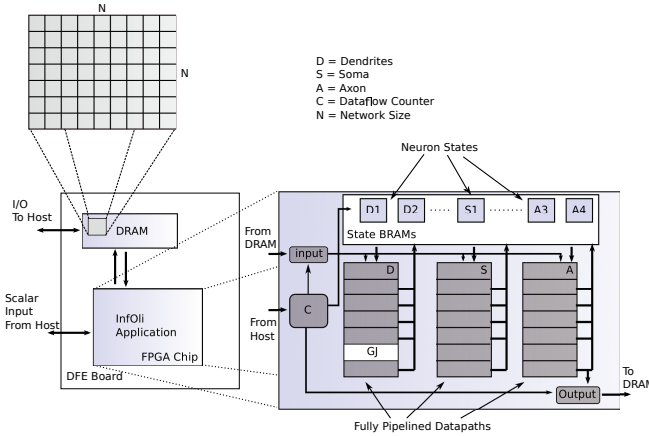 N
N
D = Dendrites
S = Soma
A = Axon
C = Dataflow Counter
N = Network Size
Neuron States
I/O
To Host
DRAM
D1
D2
S1
A3
A4
State BRAMs
From
DRAM
input
D
S
A
Scalar
Input
From Host
InfOli
Application
FPGA Chip
DFE Board
C
From
Host
GJ
To
DRAM
Output
Fully Pipelined Datapaths